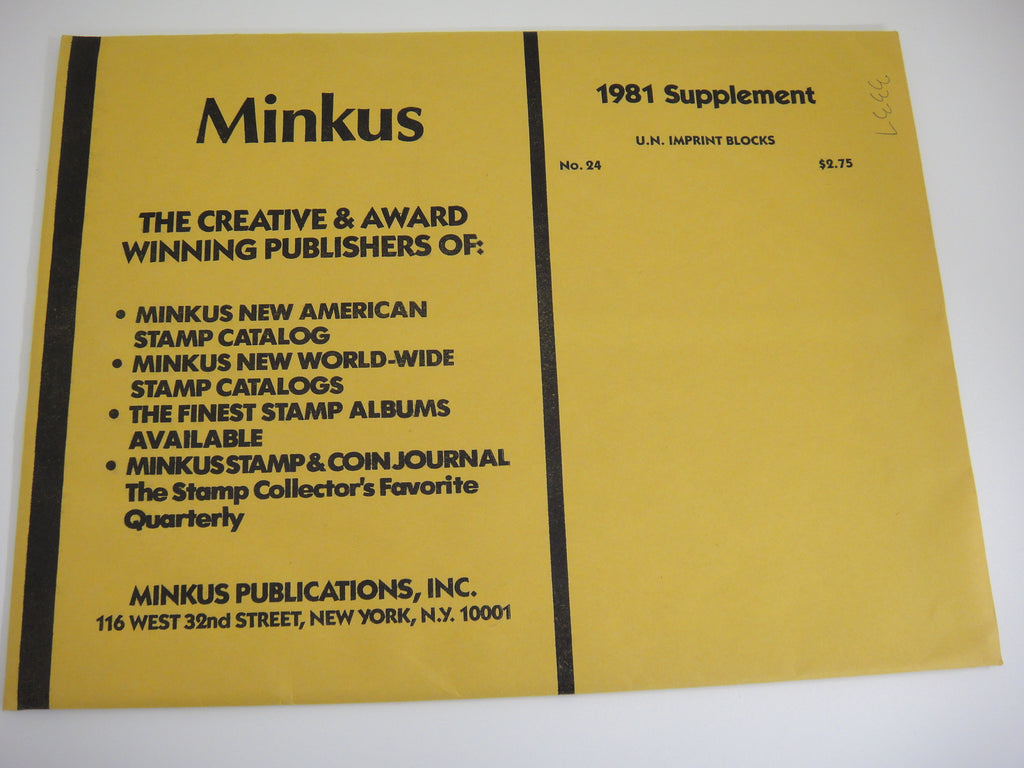 Minkus
THE CREATIVE & AWARD
WINNING PUBLISHERS OF:
• MINKUS NEW AMERICAN
STAMP CATALOG
• MINKUS NEW WORLD-WIDE
STAMP CATALOGS
• THE FINEST STAMP ALBUMS
AVAILABLE
• MINKUS STAMP & COIN JOURNAL
The Stamp Collector's Favorite
Quarterly
MINKUS PUBLICATIONS, INC.
116 WEST 32nd STREET, NEW YORK, N.Y. 10001
1981 Supplement
U.N. IMPRINT BLOCKS
No. 24 $2.75